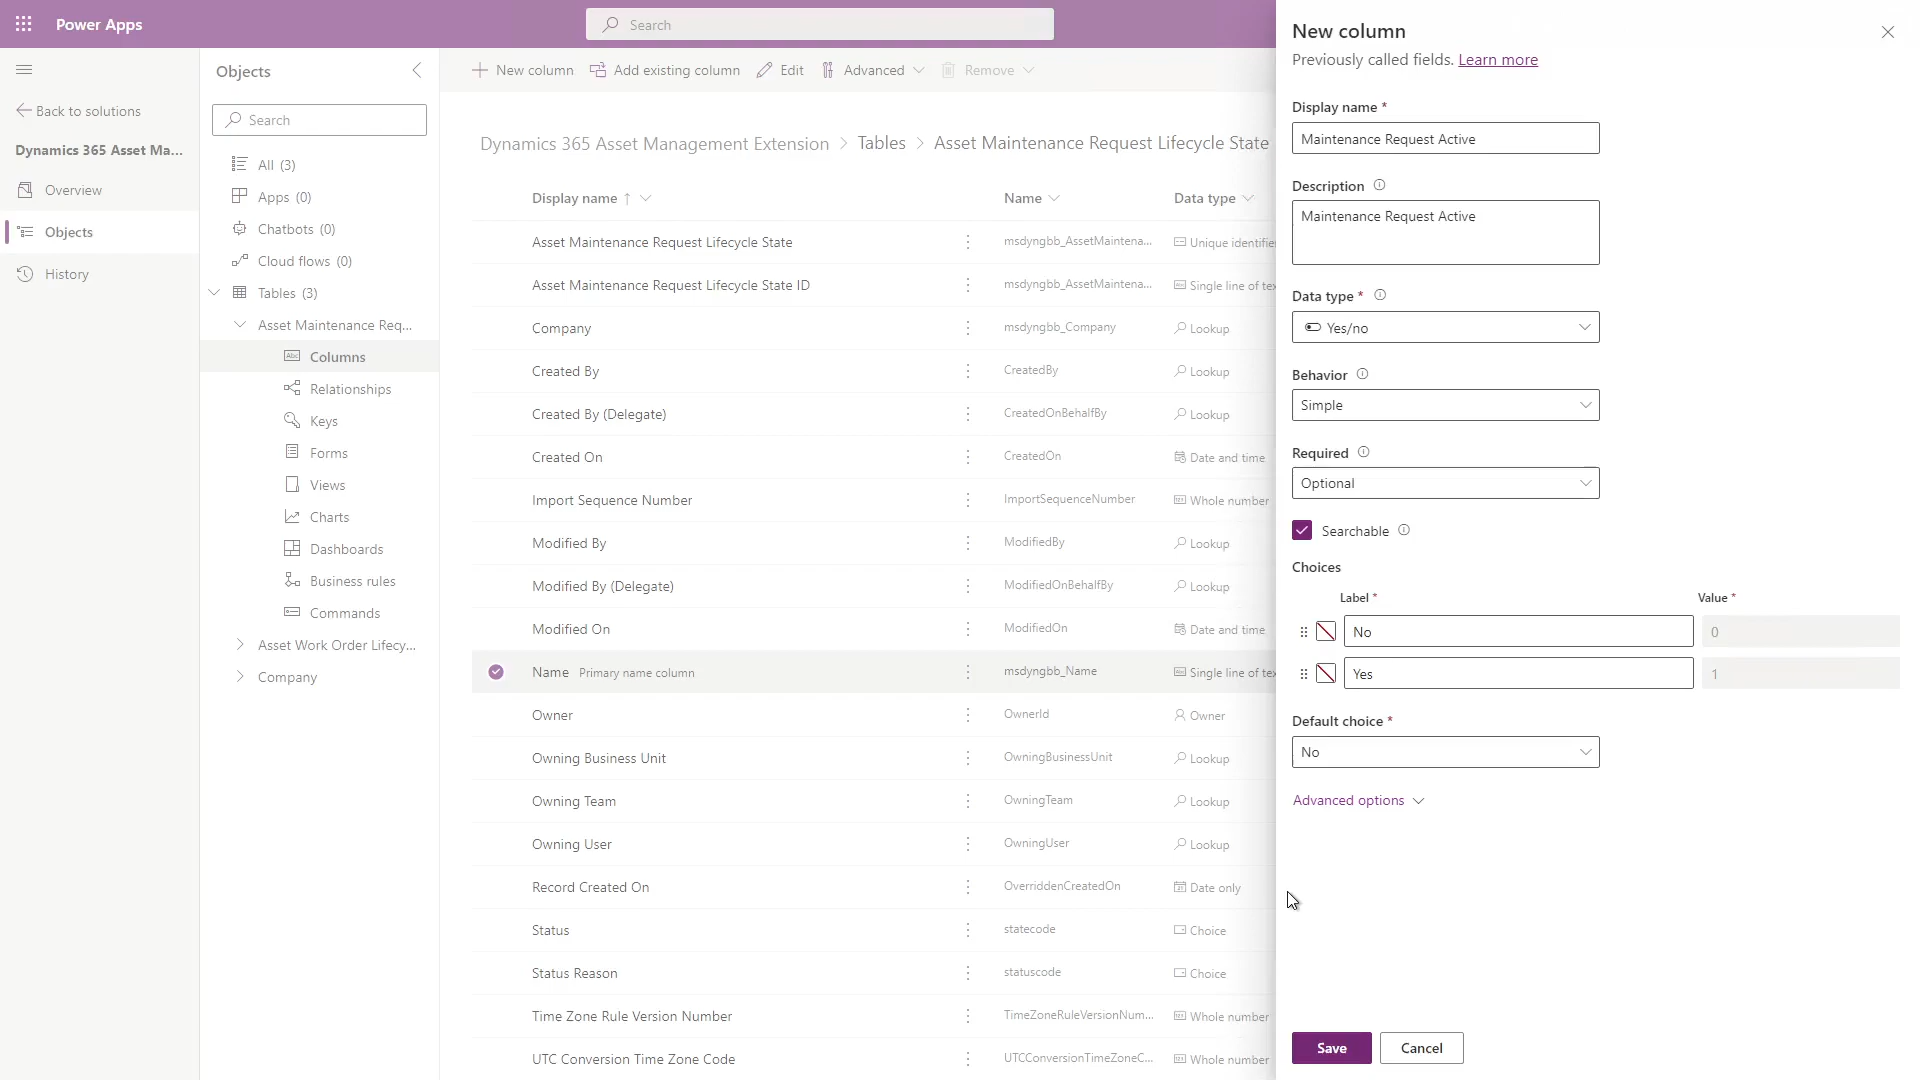 Power Apps
Search
Back to solutions
Dynamics 365 Asset Ma...
Overview
Objects
History
Objects
Search
All (3)
Apps (0)
Chatbots (0)
Cloud flows (0)
Tables (3)
Asset Maintenance Req...
Columns
Relationships
Keys
Forms
Views
Charts
Dashboards
Business rules
Commands
Asset Work Order Lifecy...
Company
New column Add existing column Edit Advanced Remove
Dynamics 365 Asset Management Extension > Tables > Asset Maintenance Request Lifecycle State
Display name ↑ Name Data type
Asset Maintenance Request Lifecycle State msdyngbb_AssetMaintena... Unique identifie
Asset Maintenance Request Lifecycle State ID msdyngbb_AssetMaintena... Single line of tex
Company msdyngbb_Company Lookup
Created By CreatedBy Lookup
Created By (Delegate) CreatedOnBehalfBy Lookup
Created On CreatedOn Date and time
Import Sequence Number ImportSequenceNumber Whole number
Modified By ModifiedBy Lookup
Modified By (Delegate) ModifiedOnBehalfBy Lookup
Modified On ModifiedOn Date and time
Name Primary name column msdyngbb_Name Single line of tex
Owner OwnerId Owner
Owning Business Unit OwningBusinessUnit Lookup
Owning Team OwningTeam Lookup
Owning User OwningUser Lookup
Record Created On OverriddenCreatedOn Date only
Status statecode Choice
Status Reason statuscode Choice
Time Zone Rule Version Number TimeZoneRuleVersionNum... Whole number
UTC Conversion Time Zone Code UTCConversionTimeZoneC... Whole number
New column
Previously called fields. Learn more
Display name *
Maintenance Request Active
Description
Maintenance Request Active
Data type *
Yes/no
Behavior
Simple
Required
Optional
Searchable
Choices
Label * Value *
No 0
Yes 1
Default choice *
No
Advanced options
Save Cancel